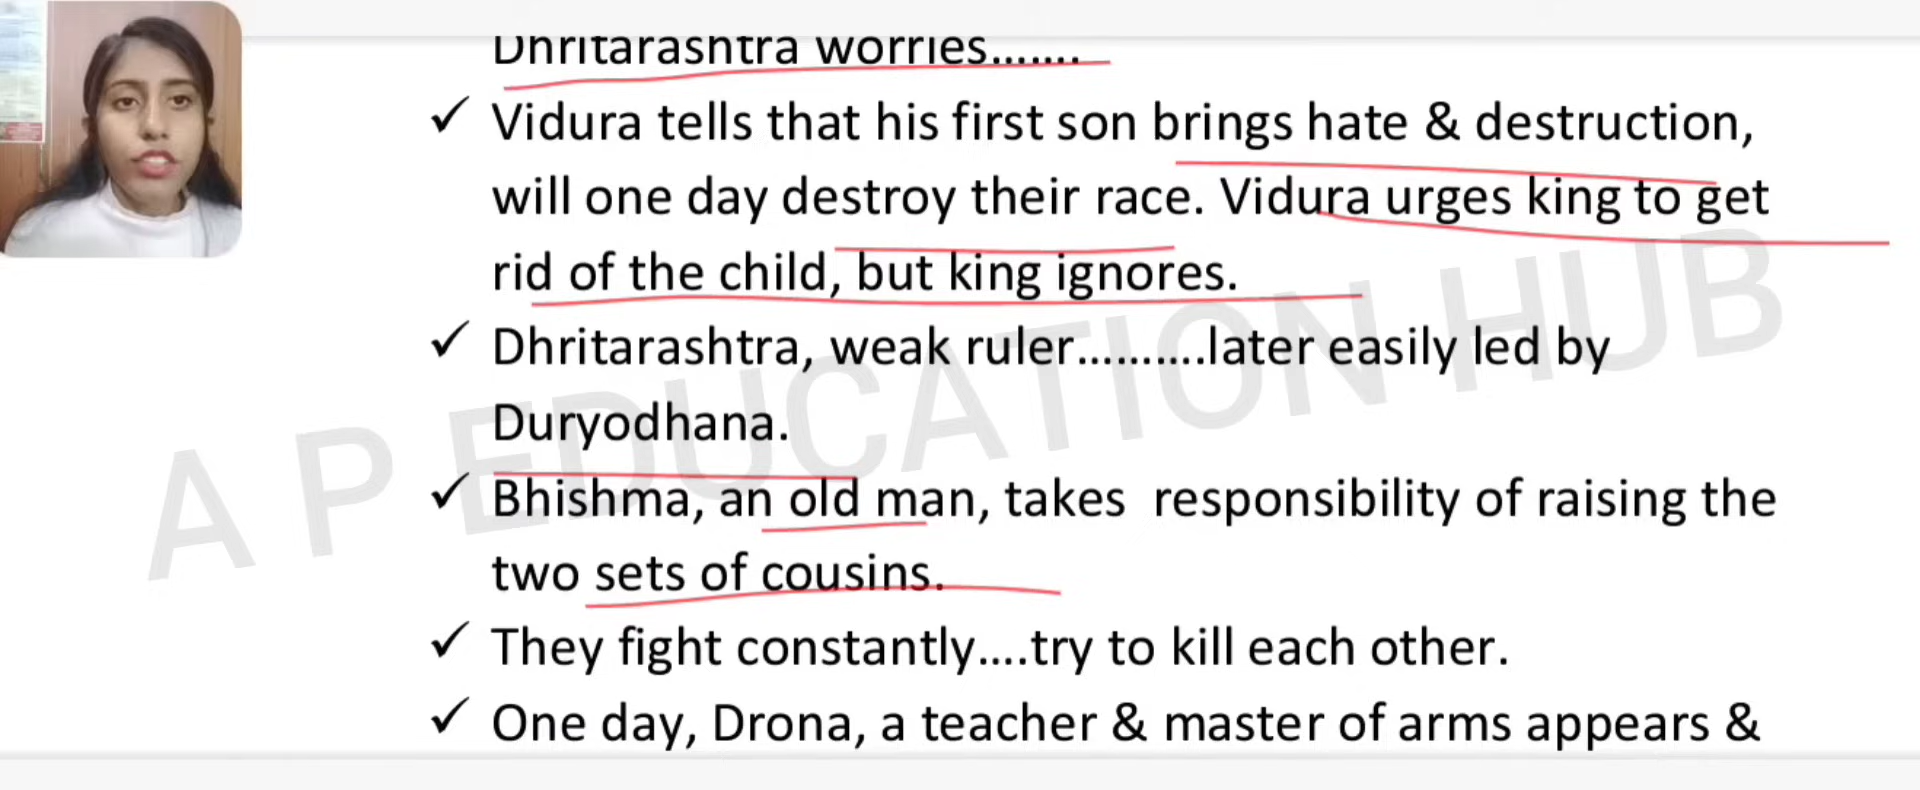 Dhritarashtra worries.......
✓ Vidura tells that his first son brings hate & destruction,
will one day destroy their race. Vidura urges king to get
rid of the child, but king ignores.
✓ Dhritarashtra, weak ruler..........later easily led by
Duryodhana.
✓ Bhishma, an old man, takes responsibility of raising the
two sets of cousins.
✓ They fight constantly....try to kill each other.
✓ One day, Drona, a teacher & master of arms appears &
A P EDUCATION HUB